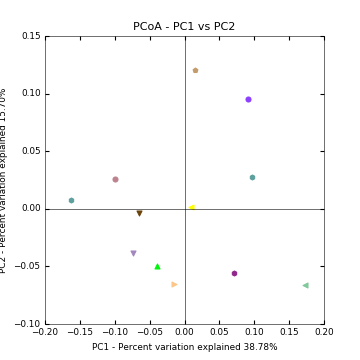 PCoA - PC1 vs PC2
PC2 - Percent variation explained 15.70%
0.15
0.10
0.05
0.00
−0.05
−0.10
−0.20 −0.15 −0.10 −0.05 0.00 0.05 0.10 0.15 0.20
PC1 - Percent variation explained 38.78%